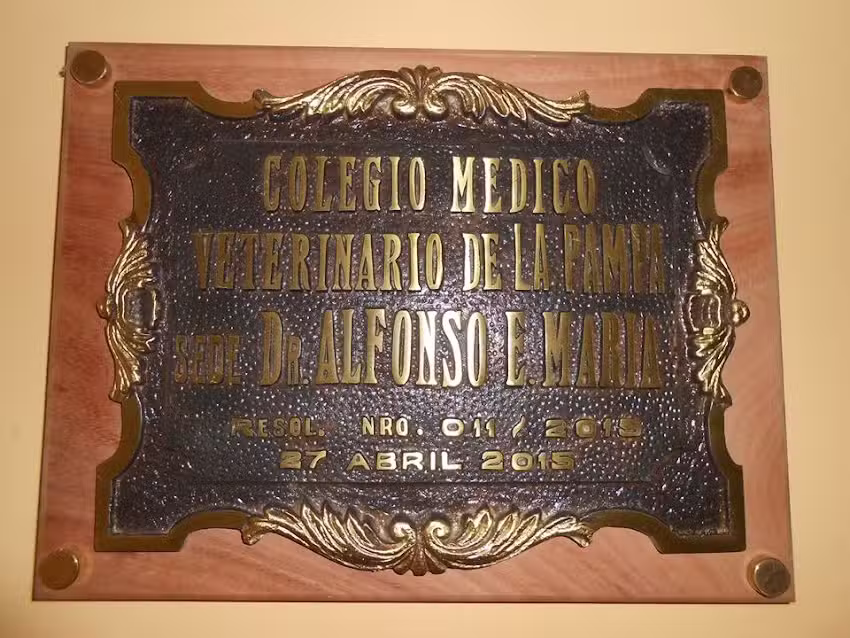 COLEGIO MEDICO
VETERINARIO DE LA PAMPA
SEDE DR. ALFONSO E. MARIA
RESOL. NRO. 011 / 2015
27 ABRIL 2015